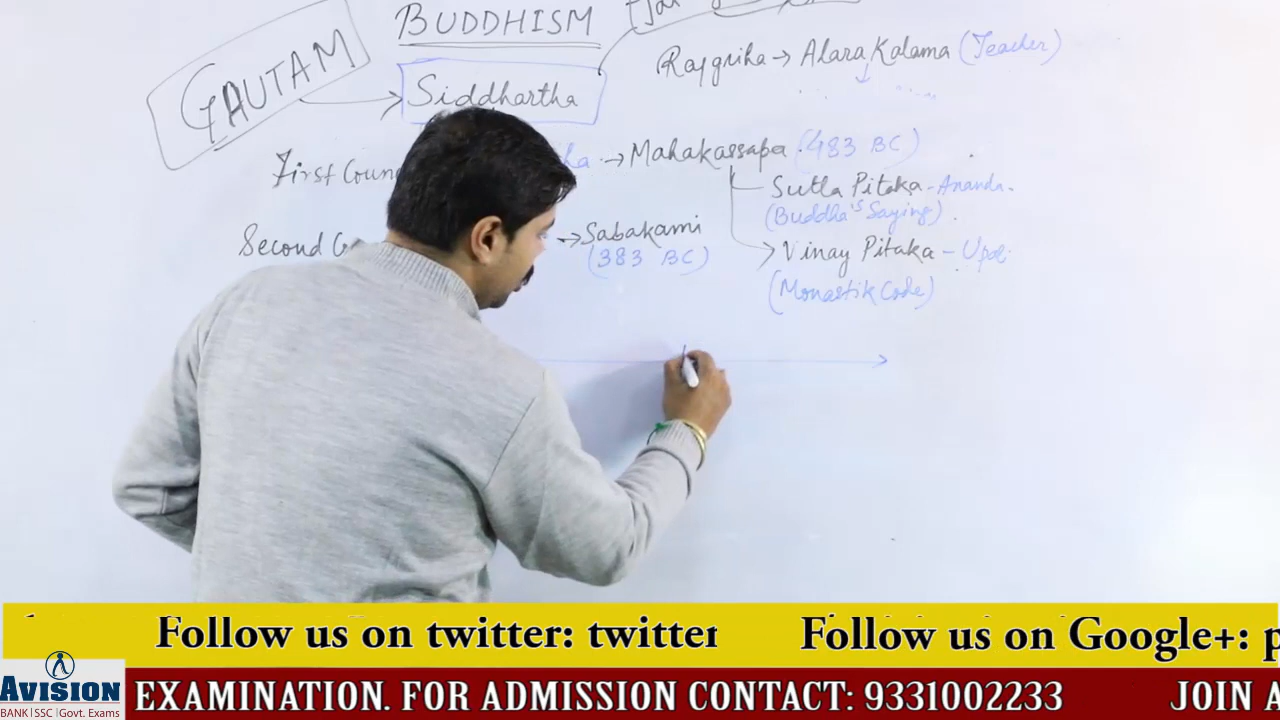 BUDDHISM
GAUTAM
Siddhartha
Rajgriha → Alara Kalama (Teacher)
First Coun
→ Mahakassapa (483 BC)
Sutta Pitaka - Ananda
(Buddha's Saying)
Second
→ Sabakami
(383 BC)
Vinay Pitaka - Upali
(Monastik Code)
Follow us on twitter: twitter Follow us on Google+: p
AVISION
BANK|SSC|Govt. Exams
EXAMINATION. FOR ADMISSION CONTACT: 9331002233 JOIN A